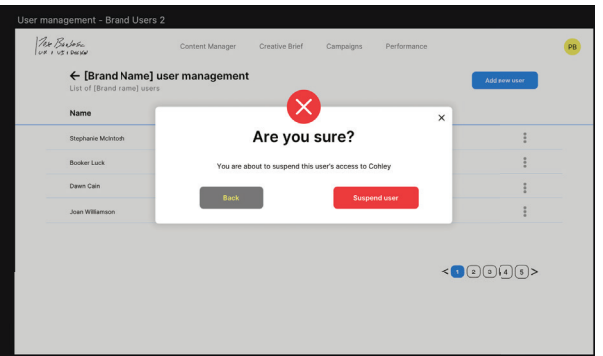 User management - Brand Users 2
Content Manager Creative Brief Campaigns Performance PB
← [Brand Name] user management
List of [Brand rame] users
Add new user
Name
Are you sure?
Stephanie McIntosh
Booker Luck
You are about to suspend this user's access to Cohley
Dawn Cain
Back Suspend user
Joan Williamson
< 1 2 3 4 5 >